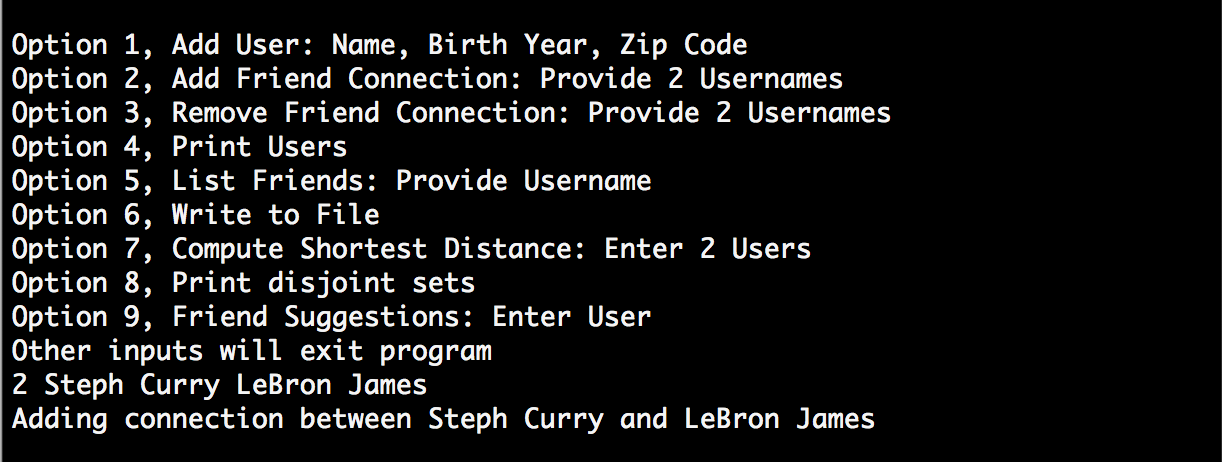 Option 1, Add User: Name, Birth Year, Zip Code
Option 2, Add Friend Connection: Provide 2 Usernames
Option 3, Remove Friend Connection: Provide 2 Usernames
Option 4, Print Users
Option 5, List Friends: Provide Username
Option 6, Write to File
Option 7, Compute Shortest Distance: Enter 2 Users
Option 8, Print disjoint sets
Option 9, Friend Suggestions: Enter User
Other inputs will exit program
2 Steph Curry LeBron James
Adding connection between Steph Curry and LeBron James